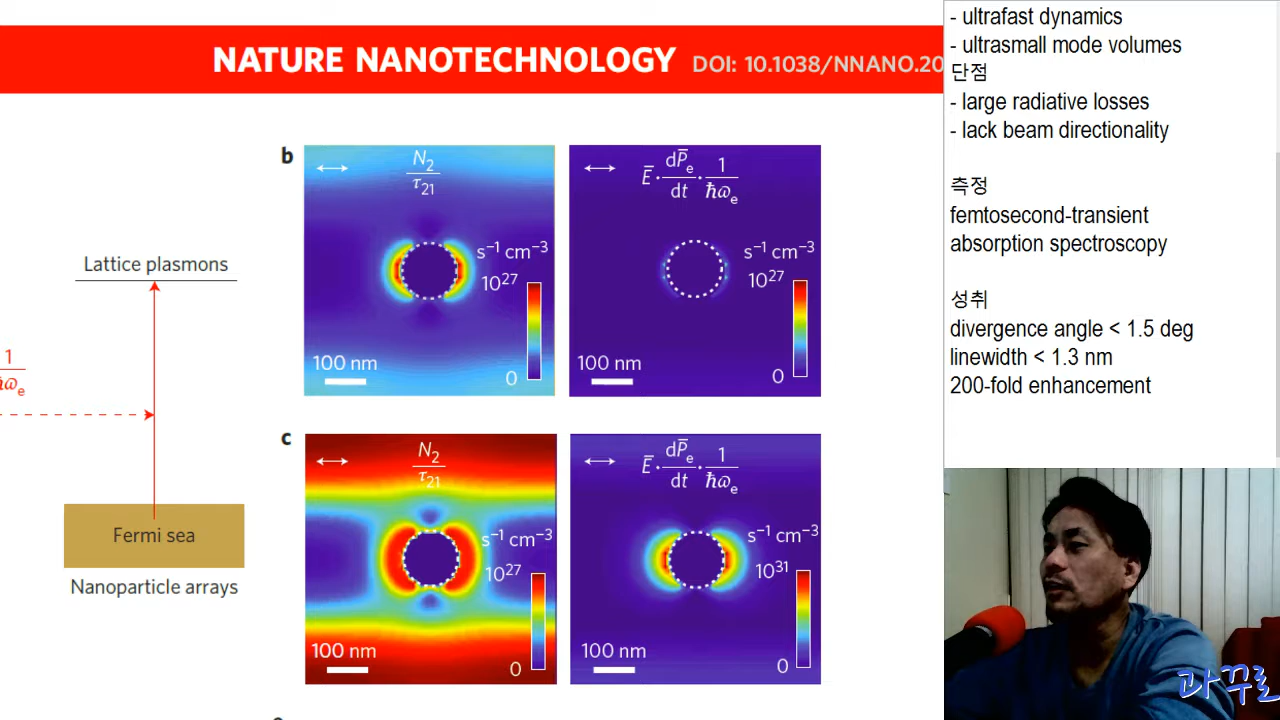 NATURE NANOTECHNOLOGY DOI: 10.1038/NNANO.20
Lattice plasmons
1
ħϖe
Fermi sea
Nanoparticle arrays
b
N2
τ21
s−1 cm−3
1027
0
100 nm
Ē · dP̄e/dt · 1/ħϖe
s−1 cm−3
1027
0
100 nm
c
N2
τ21
s−1 cm−3
1027
0
100 nm
Ē · dP̄e/dt · 1/ħϖe
s−1 cm−3
1031
0
100 nm
- ultrafast dynamics
- ultrasmall mode volumes
단점
- large radiative losses
- lack beam directionality
측정
femtosecond-transient
absorption spectroscopy
성취
divergence angle < 1.5 deg
linewidth < 1.3 nm
200-fold enhancement
과꾸로